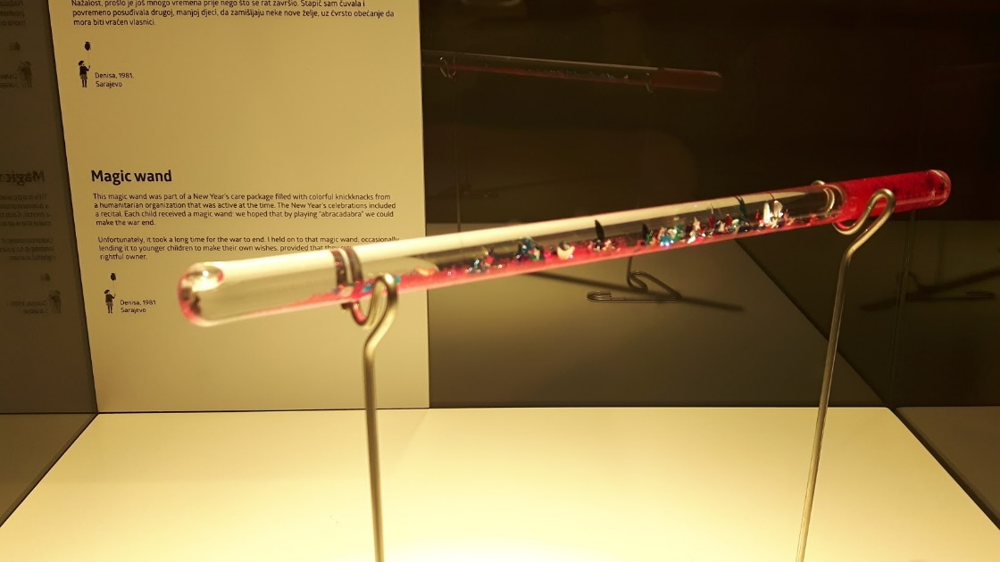 Nažalost, prošlo je još mnogo vremena prije nego što se rat završio. Štapić sam čuvala i
povremeno posuđivala drugoj, manjoj djeci, da zamišljaju neke nove želje, uz čvrsto obećanje da
mora biti vraćen vlasnici.
Denisa, 1981.
Sarajevo
Magic wand
This magic wand was part of a New Year's care package filled with colorful knickknacks from
a humanitarian organization that was active at the time. The New Year's celebrations included
a recital. Each child received a magic wand: we hoped that by playing "abracadabra" we could
make the war end.
Unfortunately, it took a long time for the war to end. I held on to that magic wand, occasionally
lending it to younger children to make their own wishes, provided that they
rightful owner.
Denisa, 1981
Sarajevo